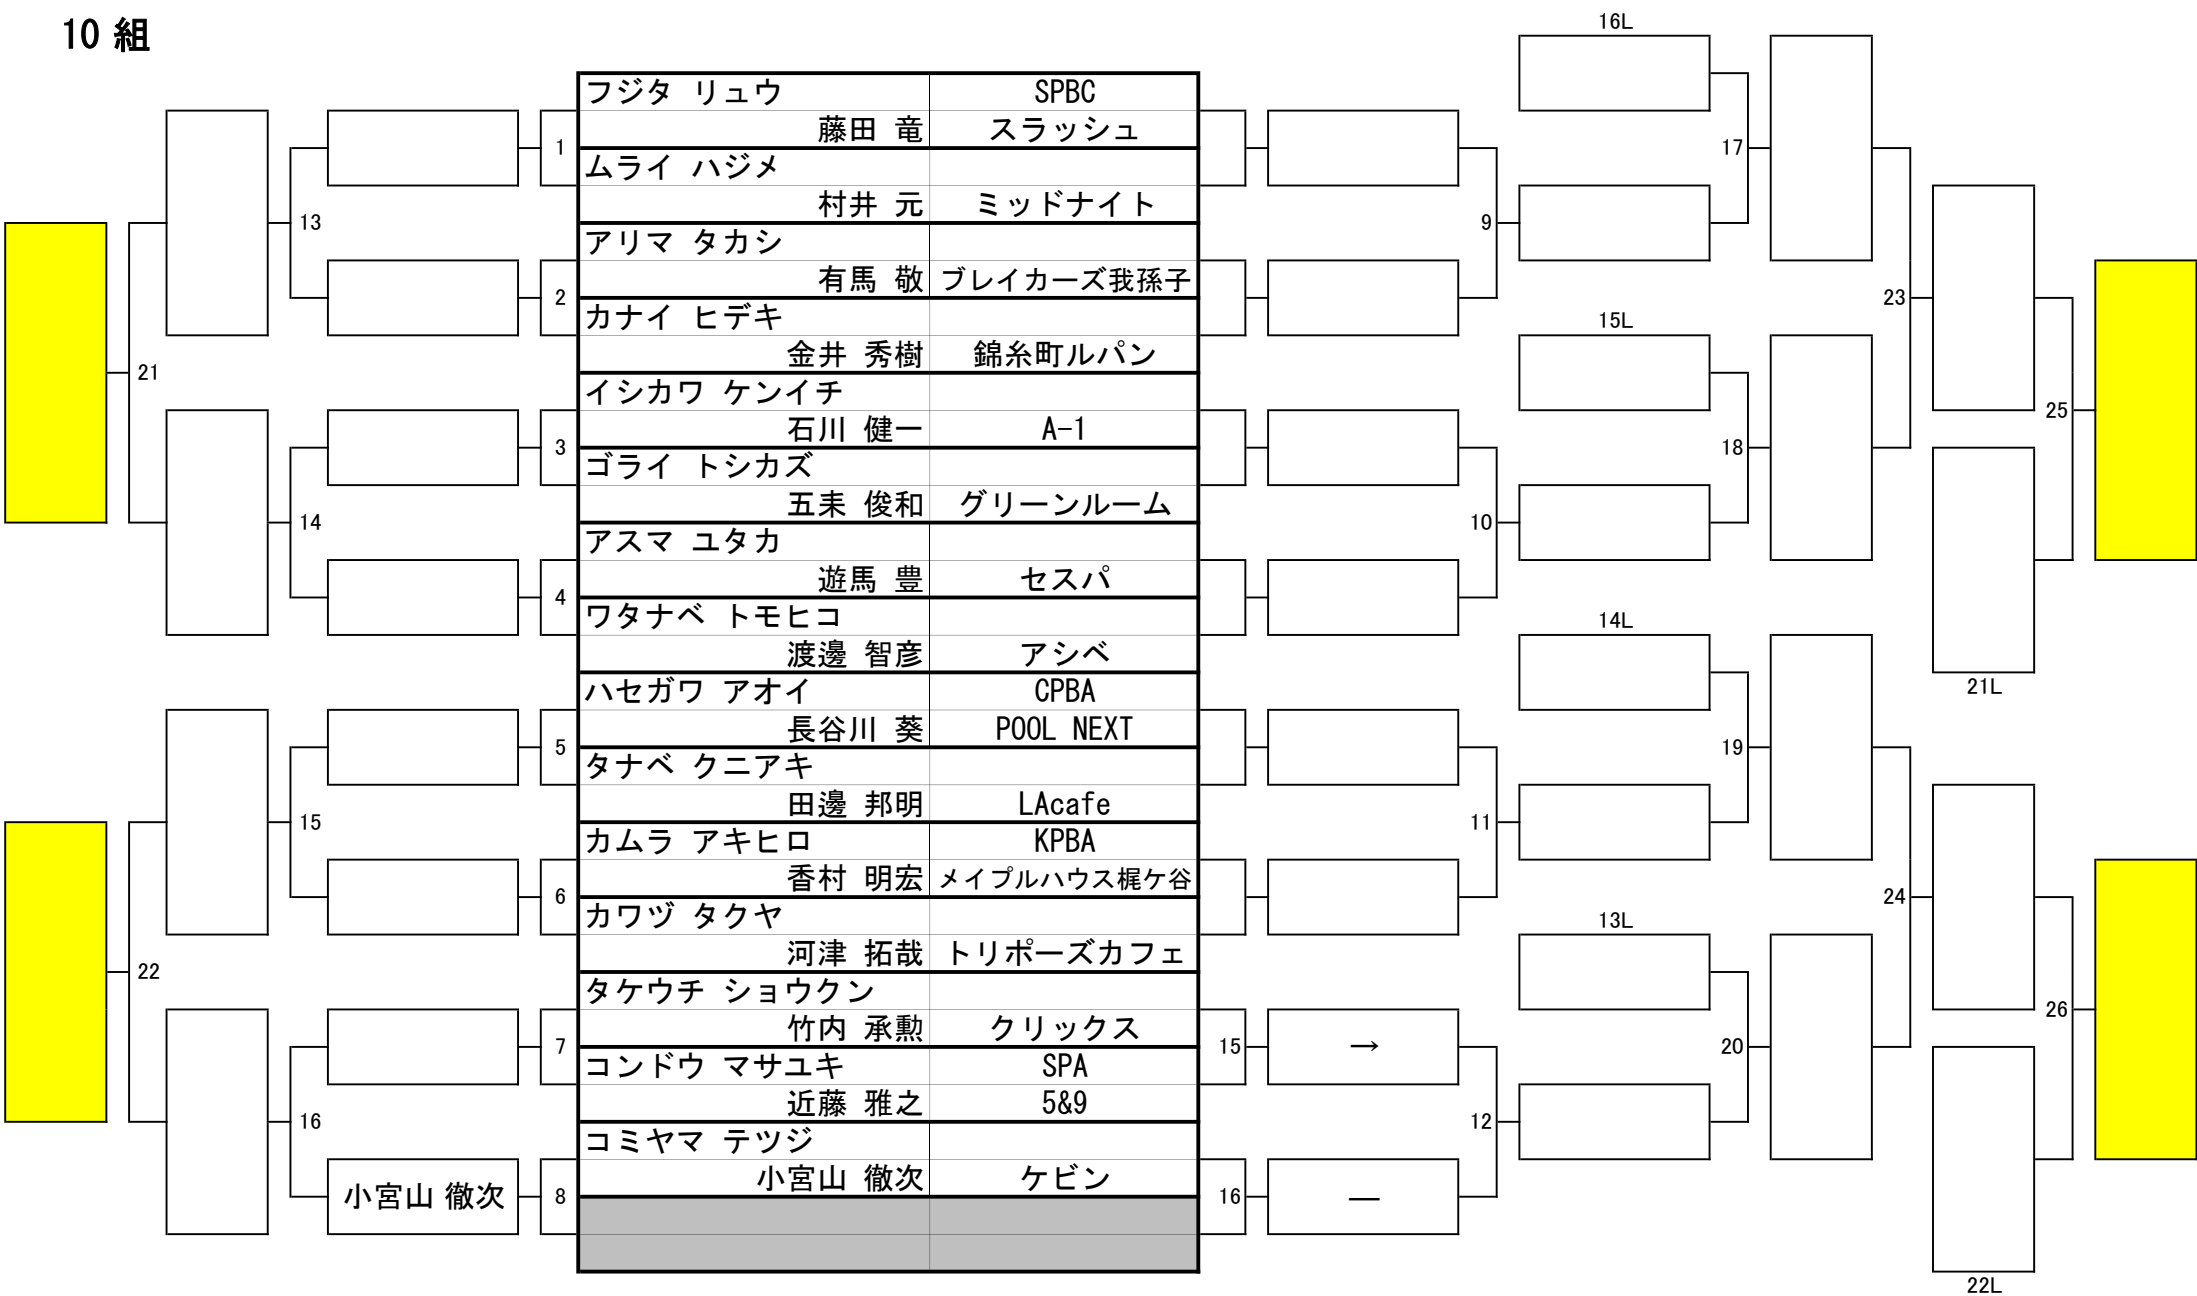 10 組
16L
フジタ リュウ SPBC
藤田 竜 スラッシュ
1
17
ムライ ハジメ
村井 元 ミッドナイト
13
9
アリマ タカシ
有馬 敬 ブレイカーズ我孫子
2
23
カナイ ヒデキ
15L
金井 秀樹 錦糸町ルパン
21
イシカワ ケンイチ
25
石川 健一 A-1
3
18
ゴライ トシカズ
五耒 俊和 グリーンルーム
14
10
アスマ ユタカ
遊馬 豊 セスパ
4
ワタナベ トモヒコ
14L
渡邊 智彦 アシベ
21L
ハセガワ アオイ CPBA
長谷川 葵 POOL NEXT
5
19
タナベ クニアキ
田邊 邦明 LAcafe
15
11
カムラ アキヒロ KPBA
香村 明宏 メイプルハウス梶ケ谷
6
24
カワヅ タクヤ
13L
河津 拓哉 トリポーズカフェ
22
タケウチ ショウクン
26
竹内 承勲 クリックス
7
15 →
20
コンドウ マサユキ SPA
近藤 雅之 5&9
16
12
コミヤマ テツジ
小宮山 徹次 ケビン
小宮山 徹次 8
16 —
22L